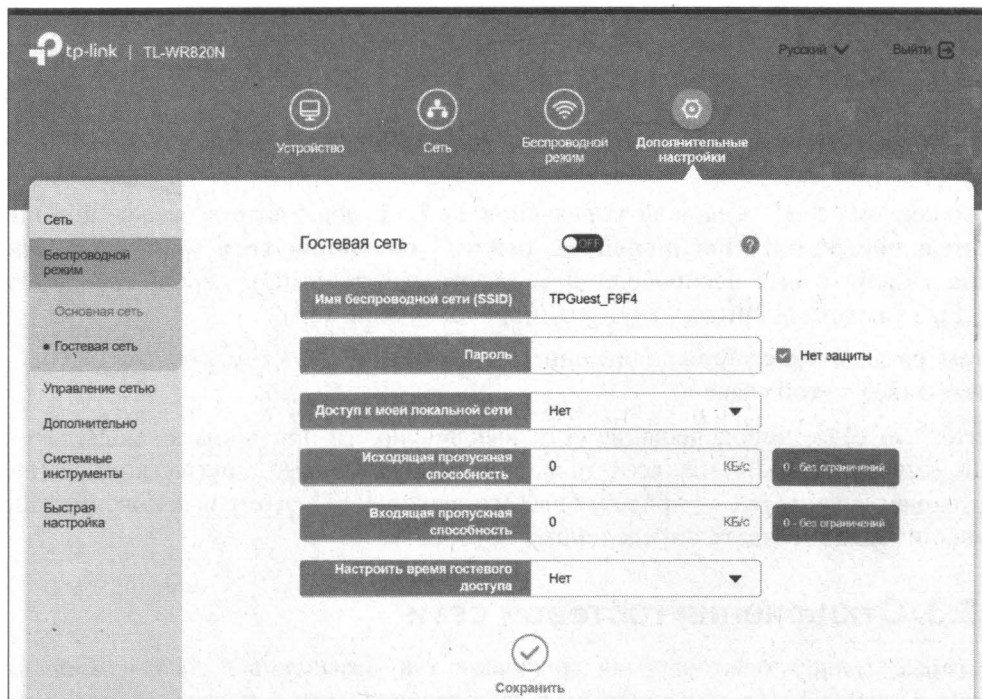 tp-link | TL-WR820N
Русский
Выйти
Устройство
Сеть
Беспроводной
режим
Дополнительные
настройки
Сеть
Беспроводной
режим
Основная сеть
Гостевая сеть
Управление сетью
Дополнительно
Системные
инструменты
Быстрая
настройка
Гостевая сеть
OFF
?
Имя беспроводной сети (SSID)
TPGuest_F9F4
Пароль
Нет защиты
Доступ к моей локальной сети
Нет
Исходящая пропускная
способность
0
КБ/с
0 - без ограничений
Входящая пропускная
способность
0
КБ/с
0 - без ограничений
Настроить время гостевого
доступа
Нет
Сохранить